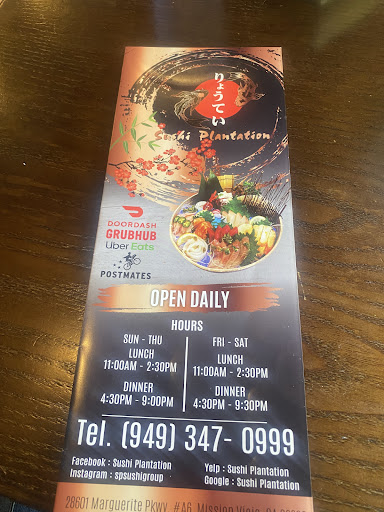 りょうてい
Sushi Plantation
DOORDASH
GRUBHUB
Uber Eats
POSTMATES
OPEN DAILY
HOURS
SUN - THU
LUNCH
11:00AM - 2:30PM
DINNER
4:30PM - 9:00PM
FRI - SAT
LUNCH
11:00AM - 2:30PM
DINNER
4:30PM - 9:30PM
Tel. (949) 347- 0999
Facebook : Sushi Plantation
Instagram : spsushigroup
Yelp : Sushi Plantation
Google : Sushi Plantation
28601 Marguerite Pkwy. #A6, Mission Viejo, CA